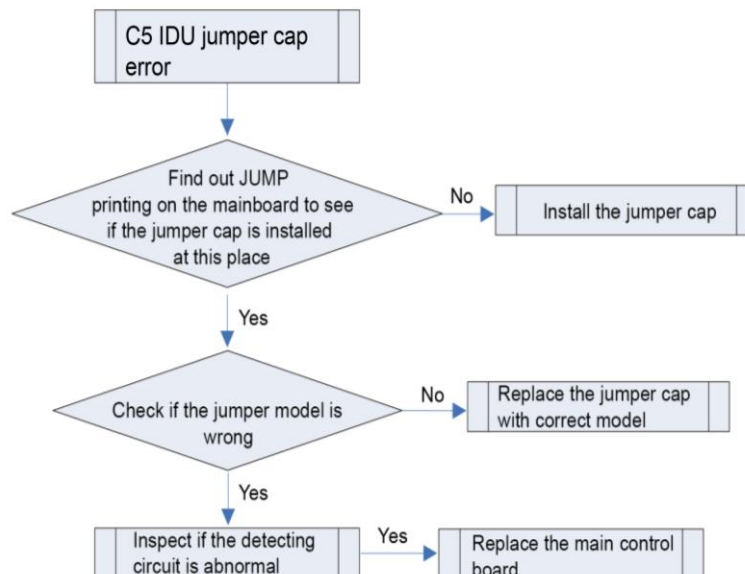 C5 IDU jumper cap
error
Find out JUMP
printing on the mainboard to see
if the jumper cap is installed
at this place
No
Install the jumper cap
Yes
Check if the jumper model is
wrong
No
Replace the jumper cap
with correct model
Yes
Inspect if the detecting
circuit is abnormal
Yes
Replace the main control
board